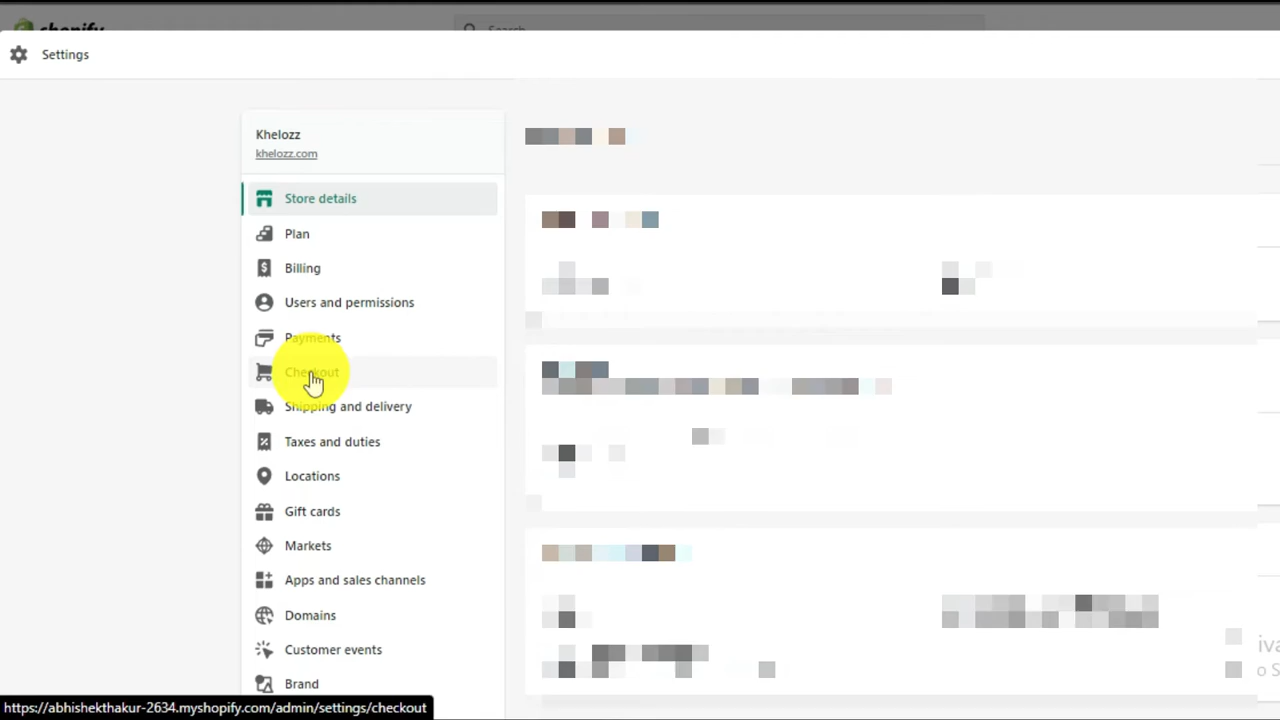 shopify
Search
Settings
Khelozz
khelozz.com
Store details
Plan
Billing
Users and permissions
Payments
Checkout
Shipping and delivery
Taxes and duties
Locations
Gift cards
Markets
Apps and sales channels
Domains
Customer events
Brand
https://abhishekthakur-2634.myshopify.com/admin/settings/checkout